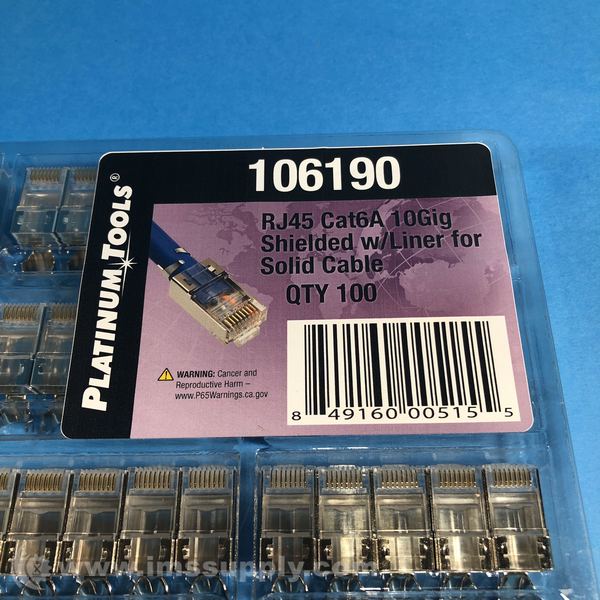 106190
PLATINUM TOOLS®
RJ45 Cat6A 10Gig
Shielded w/Liner for
Solid Cable
QTY 100
WARNING: Cancer and
Reproductive Harm –
www.P65Warnings.ca.gov
8 49160 00515 5
www.imssupply.com